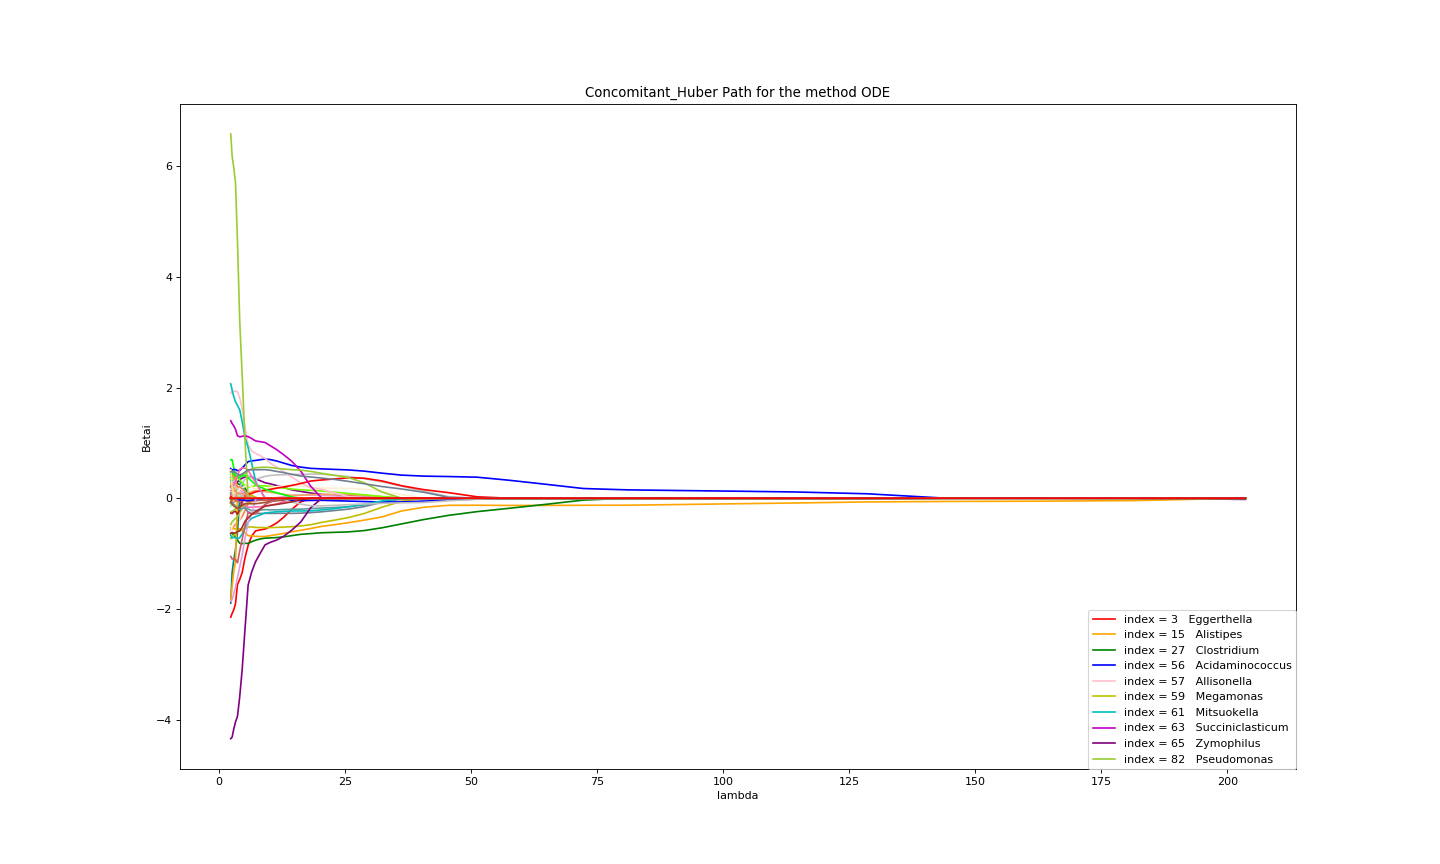 Concomitant_Huber Path for the method ODE
Betai
6
4
2
0
−2
−4
0 25 50 75 100 125 150 175 200
lambda
index = 3 Eggerthella
index = 15 Alistipes
index = 27 Clostridium
index = 56 Acidaminococcus
index = 57 Allisonella
index = 59 Megamonas
index = 61 Mitsuokella
index = 63 Succiniclasticum
index = 65 Zymophilus
index = 82 Pseudomonas